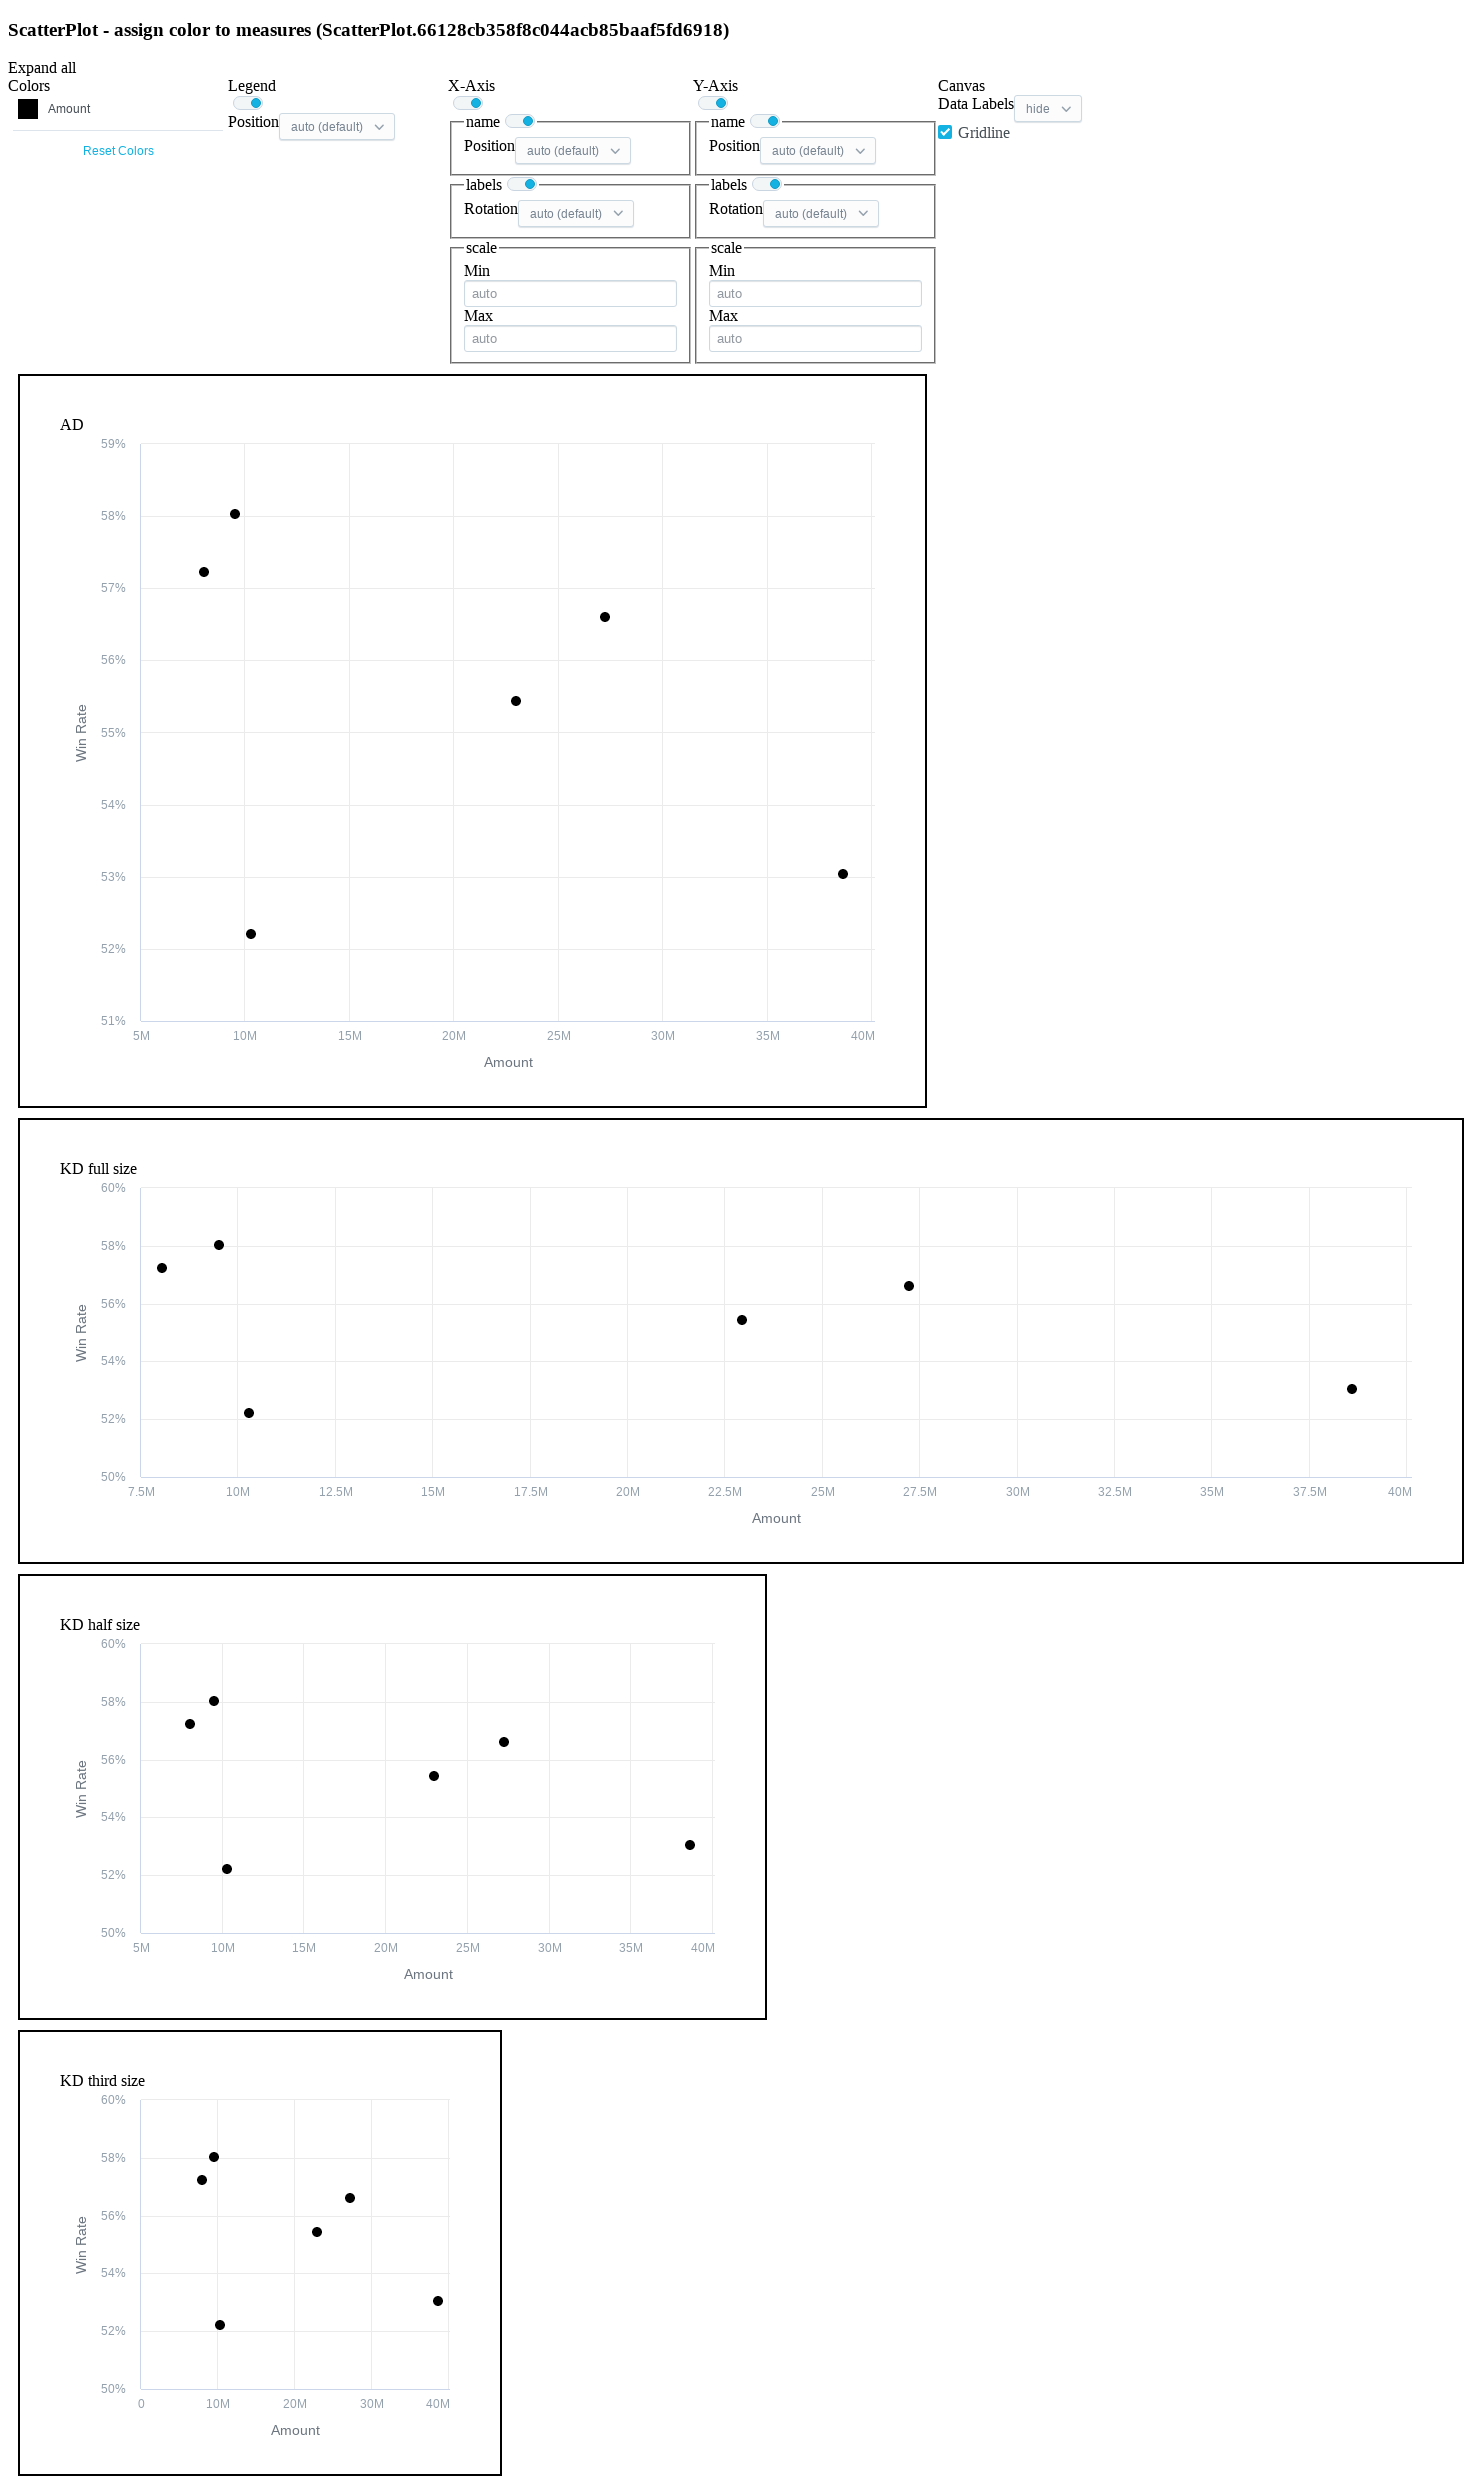 ScatterPlot - assign color to measures (ScatterPlot.66128cb358f8c044acb85baaf5fd6918)
Expand all
Colors
Amount
Reset Colors
Legend
Position auto (default)
X-Axis
name
Position auto (default)
labels
Rotation auto (default)
scale
Min
auto
Max
auto
Y-Axis
name
Position auto (default)
labels
Rotation auto (default)
scale
Min
auto
Max
auto
Canvas
Data Labels hide
Gridline
AD
59%
58%
57%
56%
55%
54%
53%
52%
51%
Win Rate
5M 10M 15M 20M 25M 30M 35M 40M
Amount
KD full size
60%
58%
56%
54%
52%
50%
Win Rate
7.5M 10M 12.5M 15M 17.5M 20M 22.5M 25M 27.5M 30M 32.5M 35M 37.5M 40M
Amount
KD half size
60%
58%
56%
54%
52%
50%
Win Rate
5M 10M 15M 20M 25M 30M 35M 40M
Amount
KD third size
60%
58%
56%
54%
52%
50%
Win Rate
0 10M 20M 30M 40M
Amount